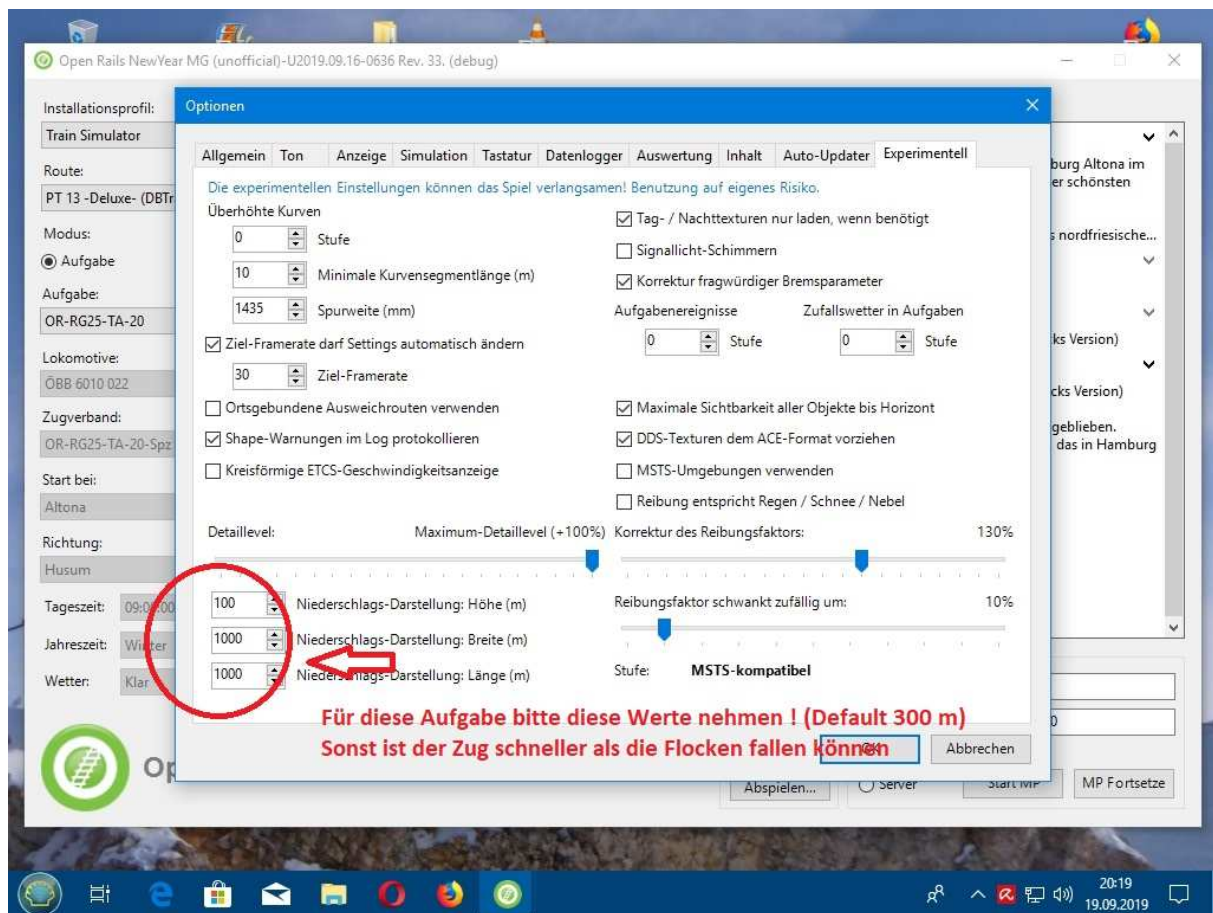 Open Rails NewYear MG (unofficial)-U2019.09.16-0636 Rev. 33. (debug)
Installationsprofil:
Train Simulator
Route:
PT 13 -Deluxe- (DBTr
Modus:
Aufgabe
Aufgabe:
OR-RG25-TA-20
Lokomotive:
ÖBB 6010 022
Zugverband:
OR-RG25-TA-20-Spz
Start bei:
Altona
Richtung:
Husum
Tageszeit: 09:00:00
Jahreszeit: Winter
Wetter: Klar
Op
Optionen
Allgemein Ton Anzeige Simulation Tastatur Datenlogger Auswertung Inhalt Auto-Updater Experimentell
Die experimentellen Einstellungen können das Spiel verlangsamen! Benutzung auf eigenes Risiko.
Überhöhte Kurven
0 Stufe
10 Minimale Kurvensegmentlänge (m)
1435 Spurweite (mm)
Ziel-Framerate darf Settings automatisch ändern
30 Ziel-Framerate
Ortsgebundene Ausweichrouten verwenden
Shape-Warnungen im Log protokollieren
Kreisförmige ETCS-Geschwindigkeitsanzeige
Detaillevel: Maximum-Detaillevel (+100%)
100 Niederschlags-Darstellung: Höhe (m)
1000 Niederschlags-Darstellung: Breite (m)
1000 Niederschlags-Darstellung: Länge (m)
Tag- / Nachttexturen nur laden, wenn benötigt
Signallicht-Schimmern
Korrektur fragwürdiger Bremsparameter
Aufgabenereignisse Zufallswetter in Aufgaben
0 Stufe 0 Stufe
Maximale Sichtbarkeit aller Objekte bis Horizont
DDS-Texturen dem ACE-Format vorziehen
MSTS-Umgebungen verwenden
Reibung entspricht Regen / Schnee / Nebel
Korrektur des Reibungsfaktors: 130%
Reibungsfaktor schwankt zufällig um: 10%
Stufe: MSTS-kompatibel
Für diese Aufgabe bitte diese Werte nehmen ! (Default 300 m)
Sonst ist der Zug schneller als die Flocken fallen können
OK Abbrechen
burg Altona im
er schönsten
s nordfriesische...
ks Version)
cks Version)
geblieben.
das in Hamburg
0
Abspielen... Server Start MP MP Fortsetze
20:19
19.09.2019